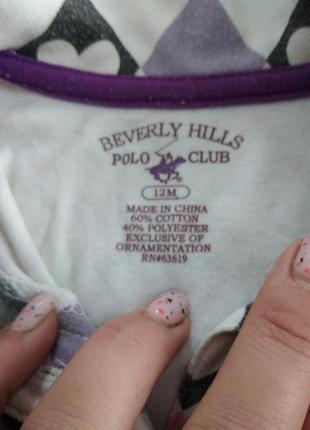 BEVERLY HILLS
POLO CLUB
12M
MADE IN CHINA
60% COTTON
40% POLYESTER
EXCLUSIVE OF
ORNAMENTATION
RN#63619